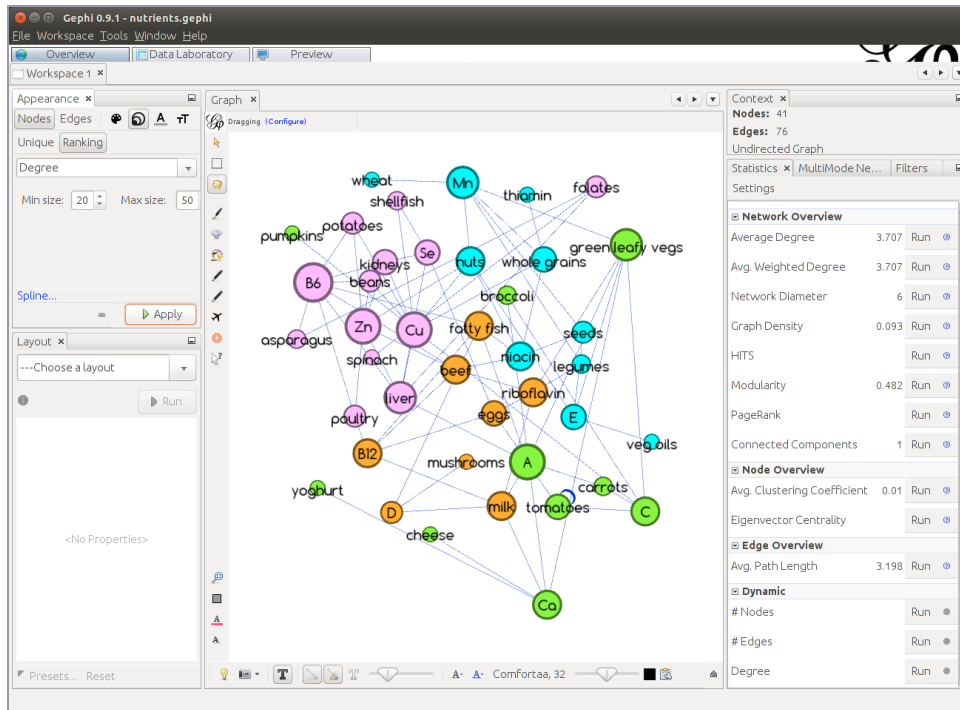 Gephi 0.9.1 - nutrients.gephi
File Workspace Tools Window Help
Overview Data Laboratory Preview
Workspace 1
Appearance
Nodes Edges
Unique Ranking
Degree
Min size: 20 Max size: 50
Spline...
Apply
Layout
---Choose a layout
Run
<No Properties>
Presets... Reset
Graph
Dragging (Configure)
wheat
Mn
thiamin
folates
shellfish
pumpkins
potatoes
green leafy vegs
kidneys
Se
nuts
whole grains
B6
beans
broccoli
Zn
Cu
fatty fish
seeds
asparagus
spinach
beef
niacin
legumes
liver
riboflavin
poultry
eggs
E
veg oils
B12
mushrooms
A
yoghurt
carrots
D
milk
tomatoes
C
cheese
Ca
Comfortaa, 32
Context
Nodes: 41
Edges: 76
Undirected Graph
Statistics MultiMode Ne... Filters
Settings
Network Overview
Average Degree 3.707 Run
Avg. Weighted Degree 3.707 Run
Network Diameter 6 Run
Graph Density 0.093 Run
HITS Run
Modularity 0.482 Run
PageRank Run
Connected Components 1 Run
Node Overview
Avg. Clustering Coefficient 0.01 Run
Eigenvector Centrality Run
Edge Overview
Avg. Path Length 3.198 Run
Dynamic
# Nodes Run
# Edges Run
Degree Run